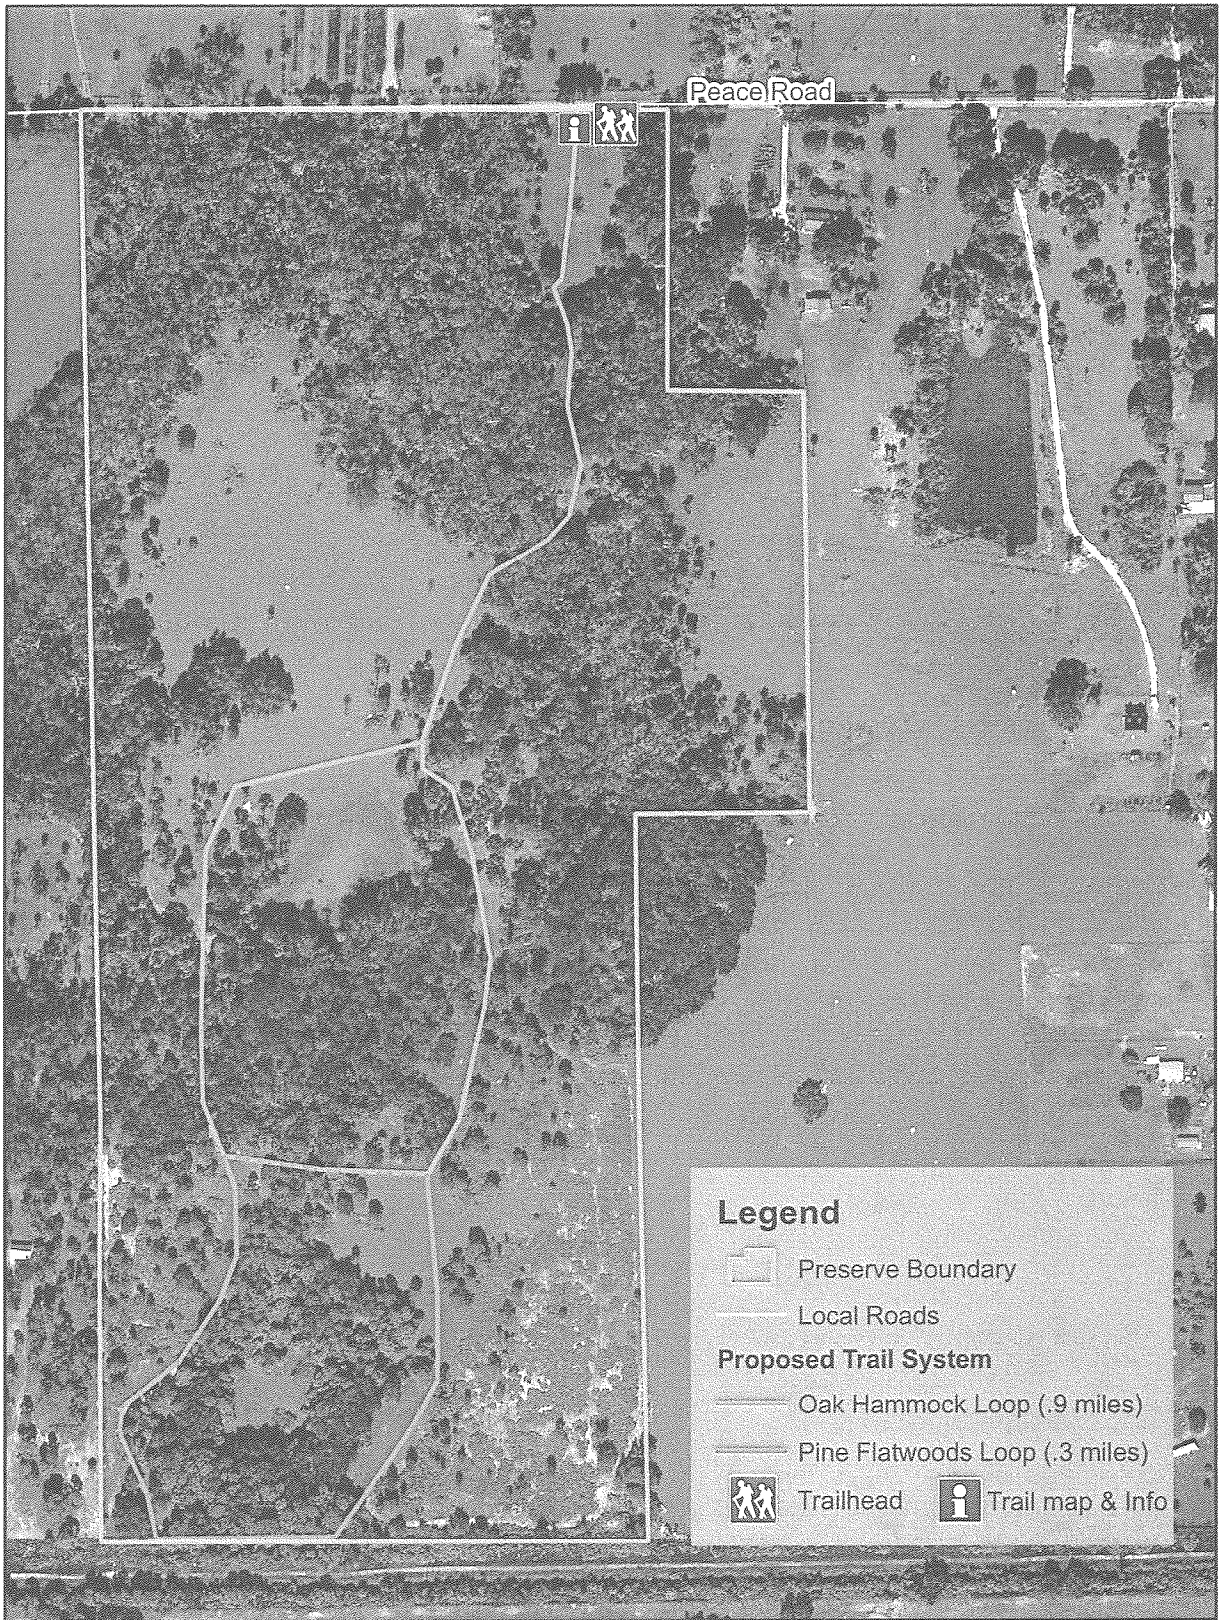 Peace Road
Legend
Preserve Boundary
Local Roads
Proposed Trail System
Oak Hammock Loop (.9 miles)
Pine Flatwoods Loop (.3 miles)
Trailhead
Trail map & Info